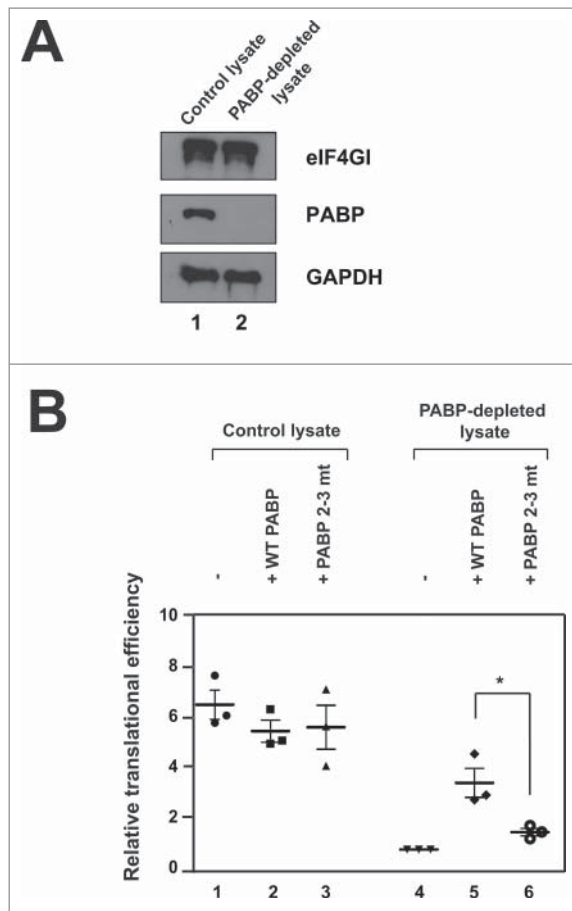 A
Control lysate
PABP-depleted
lysate
eIF4GI
PABP
GAPDH
1 2
B
Control lysate
PABP-depleted
lysate
- + WT PABP + PABP 2-3 mt - + WT PABP + PABP 2-3 mt
Relative translational efficiency
10
8
6
4
2
0
*
1 2 3 4 5 6